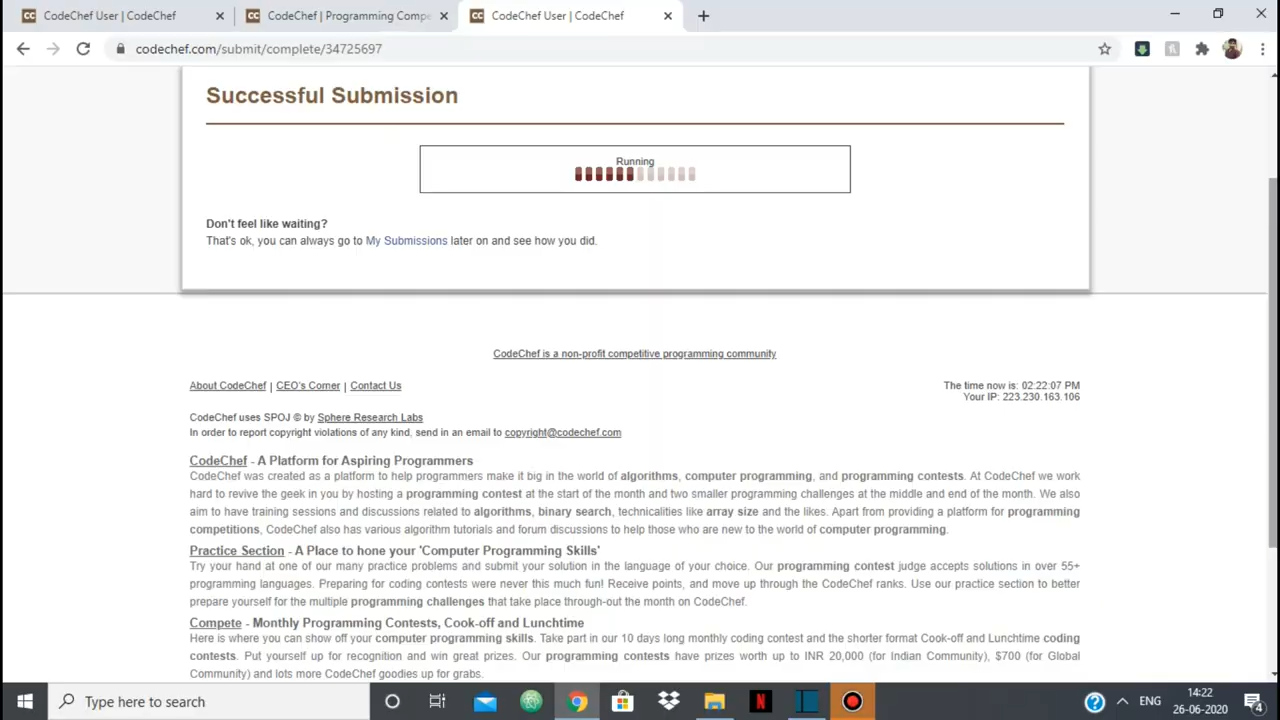 CodeChef User | CodeChef
CodeChef | Programming Compe
CodeChef User | CodeChef
codechef.com/submit/complete/34725697
Successful Submission
Running
Don't feel like waiting?
That's ok, you can always go to My Submissions later on and see how you did.
CodeChef is a non-profit competitive programming community
About CodeChef | CEO's Corner | Contact Us
The time now is: 02:22:07 PM
Your IP: 223.230.163.106
CodeChef uses SPOJ © by Sphere Research Labs
In order to report copyright violations of any kind, send in an email to copyright@codechef.com
CodeChef - A Platform for Aspiring Programmers
CodeChef was created as a platform to help programmers make it big in the world of algorithms, computer programming, and programming contests. At CodeChef we work
hard to revive the geek in you by hosting a programming contest at the start of the month and two smaller programming challenges at the middle and end of the month. We also
aim to have training sessions and discussions related to algorithms, binary search, technicalities like array size and the likes. Apart from providing a platform for programming
competitions, CodeChef also has various algorithm tutorials and forum discussions to help those who are new to the world of computer programming.
Practice Section - A Place to hone your 'Computer Programming Skills'
Try your hand at one of our many practice problems and submit your solution in the language of your choice. Our programming contest judge accepts solutions in over 55+
programming languages. Preparing for coding contests were never this much fun! Receive points, and move up through the CodeChef ranks. Use our practice section to better
prepare yourself for the multiple programming challenges that take place through-out the month on CodeChef.
Compete - Monthly Programming Contests, Cook-off and Lunchtime
Here is where you can show off your computer programming skills. Take part in our 10 days long monthly coding contest and the shorter format Cook-off and Lunchtime coding
contests. Put yourself up for recognition and win great prizes. Our programming contests have prizes worth up to INR 20,000 (for Indian Community), $700 (for Global
Community) and lots more CodeChef goodies up for grabs.
Type here to search
ENG
14:22
26-06-2020
4